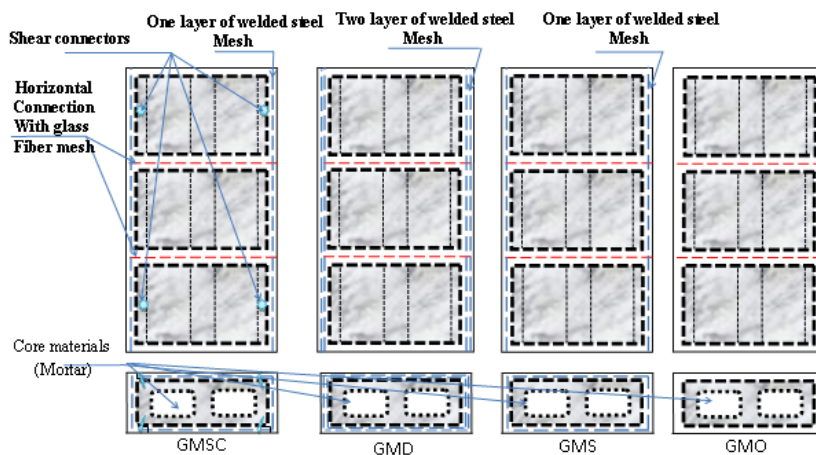 One layer of welded steel
Mesh
Two layer of welded steel
Mesh
One layer of welded steel
Mesh
Shear connectors
Horizontal
Connection
With glass
Fiber mesh
Core materials
(Mortar)
GMSC
GMD
GMS
GMO